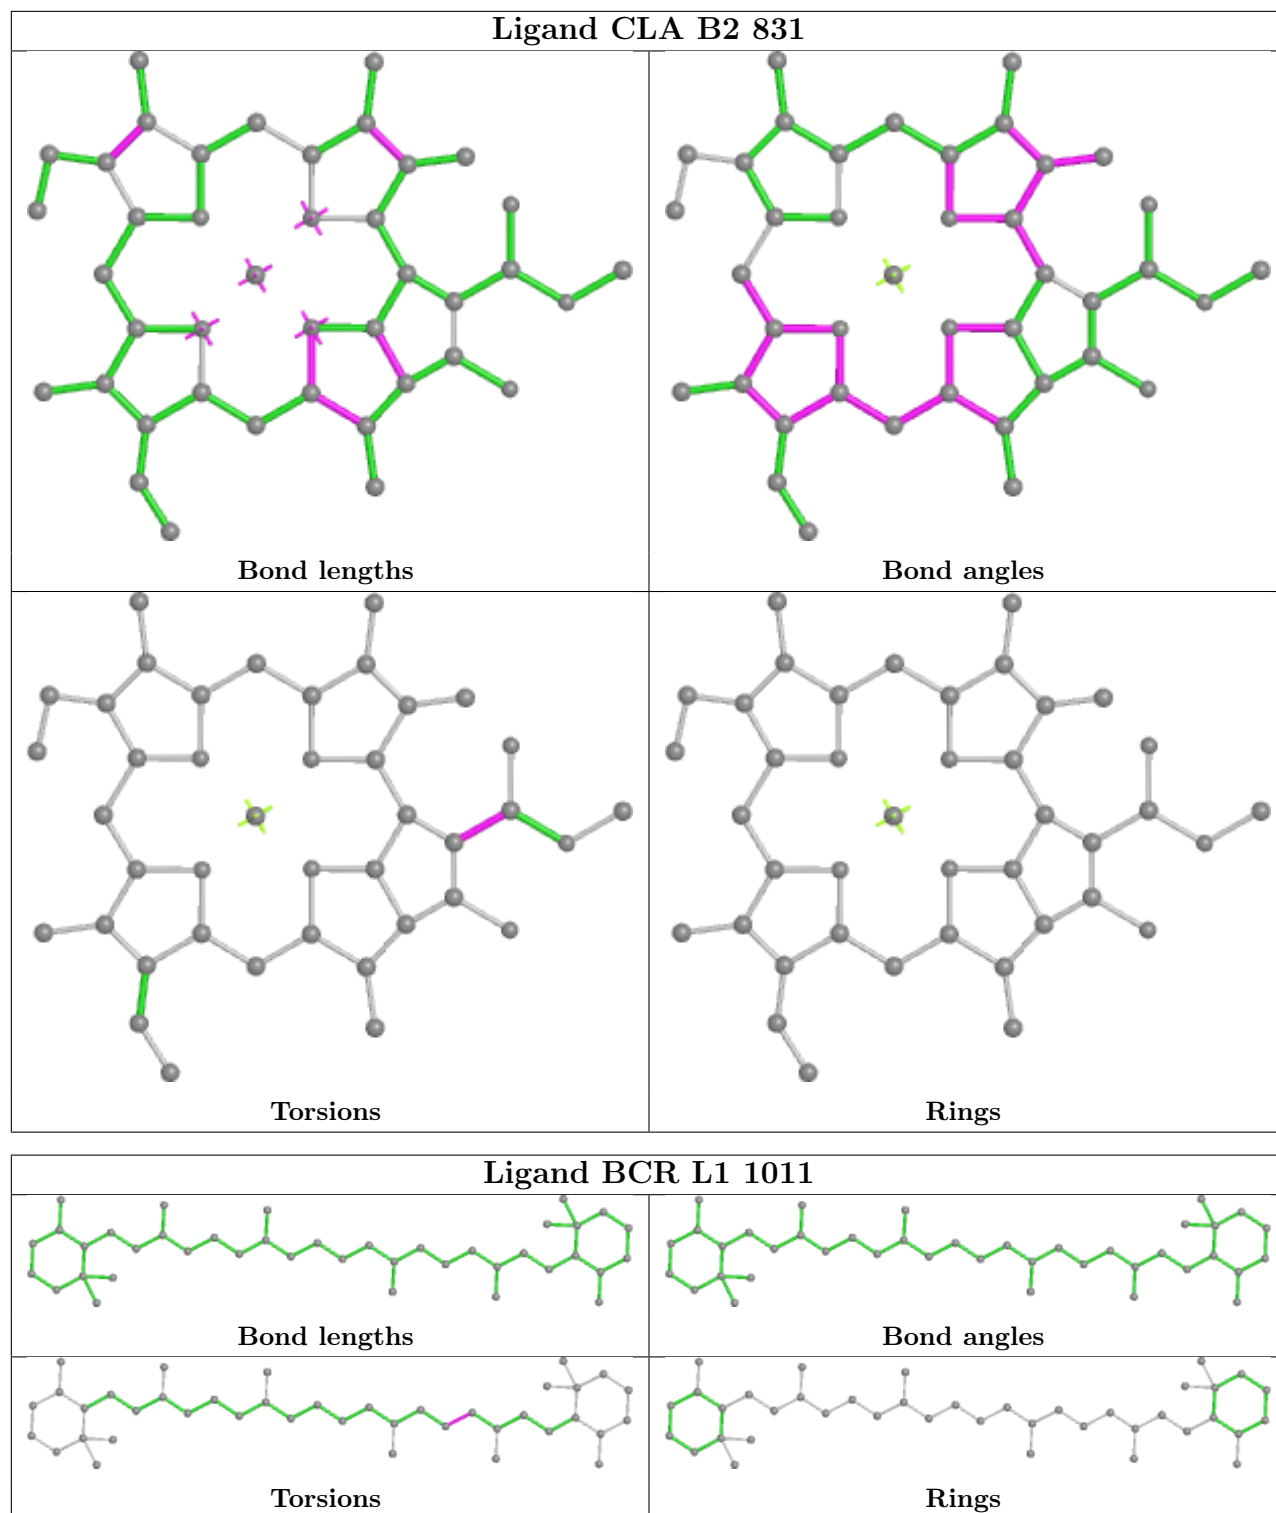 Ligand CLA B2 831
Bond lengths
Bond angles
Torsions
Rings
Ligand BCR L1 1011
Bond lengths
Bond angles
Torsions
Rings